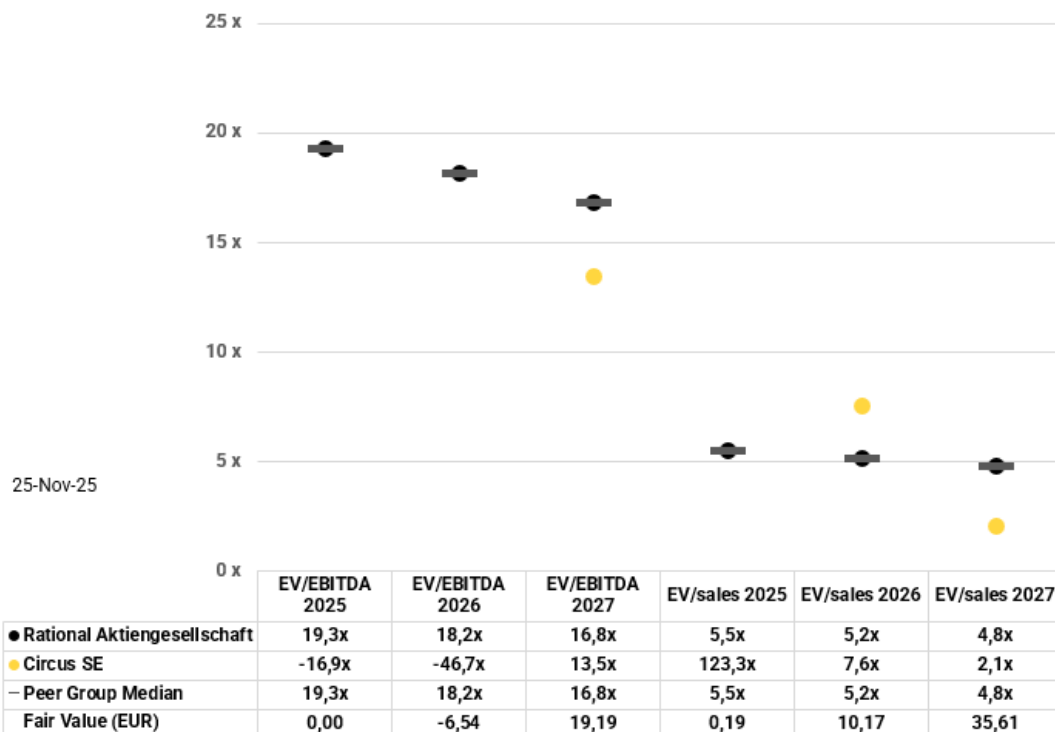 25 x
20 x
15 x
10 x
5 x
25-Nov-25
0 x
EV/EBITDA 2025 EV/EBITDA 2026 EV/EBITDA 2027 EV/sales 2025 EV/sales 2026 EV/sales 2027
Rational Aktiengesellschaft 19,3x 18,2x 16,8x 5,5x 5,2x 4,8x
Circus SE -16,9x -46,7x 13,5x 123,3x 7,6x 2,1x
Peer Group Median 19,3x 18,2x 16,8x 5,5x 5,2x 4,8x
Fair Value (EUR) 0,00 -6,54 19,19 0,19 10,17 35,61